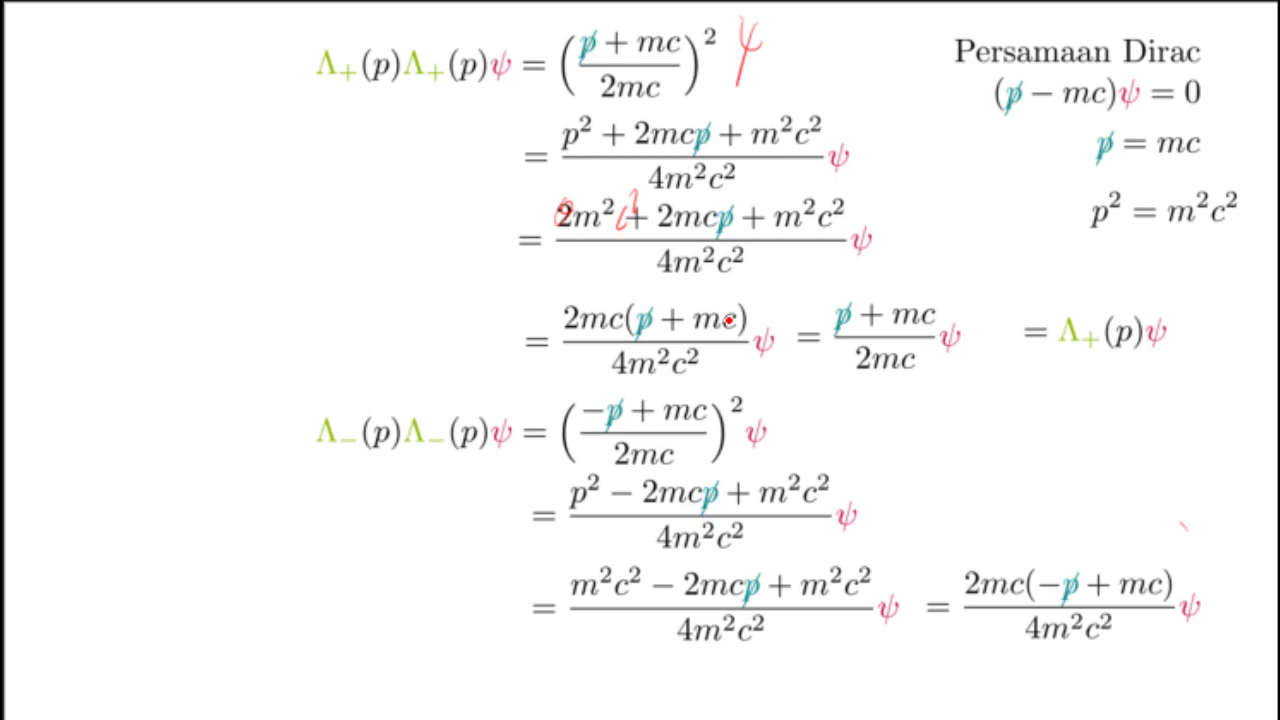 Λ₊(p)Λ₊(p)ψ = (p̸ + mc / 2mc)² ψ
Persamaan Dirac
(p̸ − mc)ψ = 0
= (p² + 2mcp̸ + m²c²) / 4m²c² ψ
p̸ = mc
p² = m²c²
= (2m² + 2mcp̸ + m²c²) / 4m²c² ψ
= 2mc(p̸ + mc) / 4m²c² ψ = (p̸ + mc) / 2mc ψ = Λ₊(p)ψ
Λ₋(p)Λ₋(p)ψ = (−p̸ + mc / 2mc)² ψ
= (p² − 2mcp̸ + m²c²) / 4m²c² ψ
= (m²c² − 2mcp̸ + m²c²) / 4m²c² ψ = 2mc(−p̸ + mc) / 4m²c² ψ